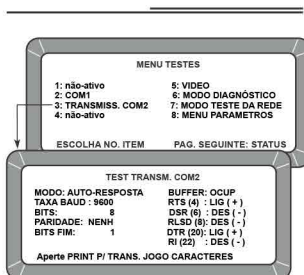 MENU TESTES
1: não-ativo
2: COM1
3: TRANSMISS. COM2
4: não-ativo
5: VIDEO
6: MODO DIAGNÓSTICO
7: MODO TESTE DA REDE
8: MENU PARAMETROS
ESCOLHA NO. ITEM PAG. SEGUINTE: STATUS
TEST TRANSM. COM2
MODO: AUTO-RESPOSTA
TAXA BAUD : 9600
BITS: 8
PARIDADE: NENH
BITS FIM: 1
BUFFER: OCUP
RTS (4) : LIG ( + )
DSR (6) : DES ( - )
RLSD (8): DES ( - )
DTR (20): LIG ( + )
RI (22) : DES ( - )
Aperte PRINT P/ TRANS. JOGO CARACTERES